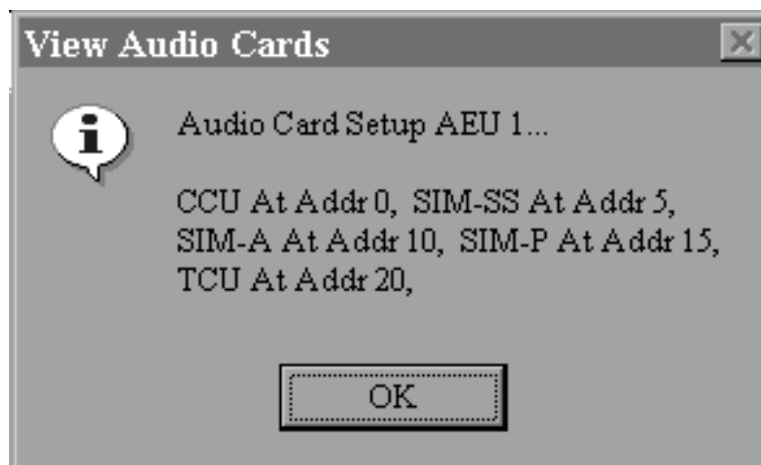 View Audio Cards
Audio Card Setup AEU 1...
CCU At Addr 0, SIM-SS At Addr 5,
SIM-A At Addr 10, SIM-P At Addr 15,
TCU At Addr 20,
OK